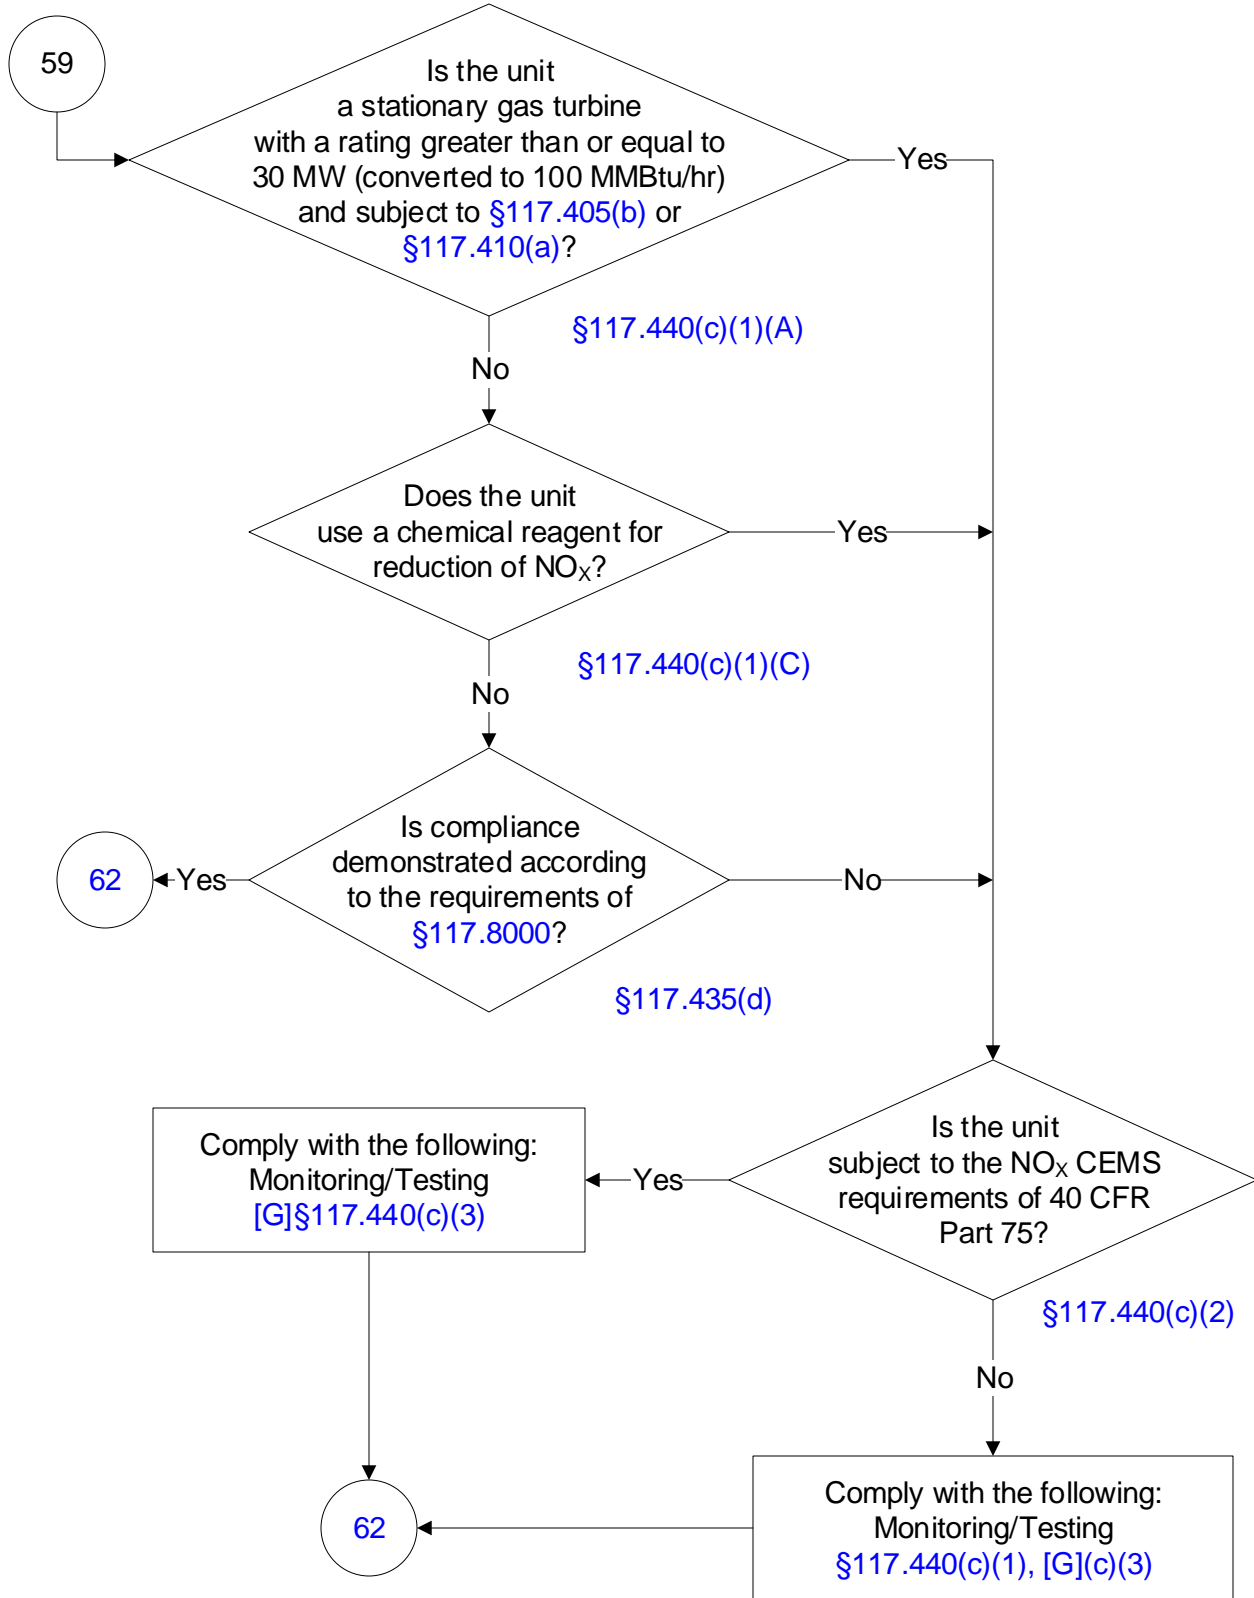 59
Is the unit
a stationary gas turbine
with a rating greater than or equal to
30 MW (converted to 100 MMBtu/hr)
and subject to §117.405(b) or
§117.410(a)?
Yes
§117.440(c)(1)(A)
No
Does the unit
use a chemical reagent for
reduction of NOX?
Yes
§117.440(c)(1)(C)
No
Is compliance
demonstrated according
to the requirements of
§117.8000?
62
Yes
No
§117.435(d)
Is the unit
subject to the NOX CEMS
requirements of 40 CFR
Part 75?
Yes
Comply with the following:
Monitoring/Testing
[G]§117.440(c)(3)
§117.440(c)(2)
No
Comply with the following:
Monitoring/Testing
§117.440(c)(1), [G](c)(3)
62